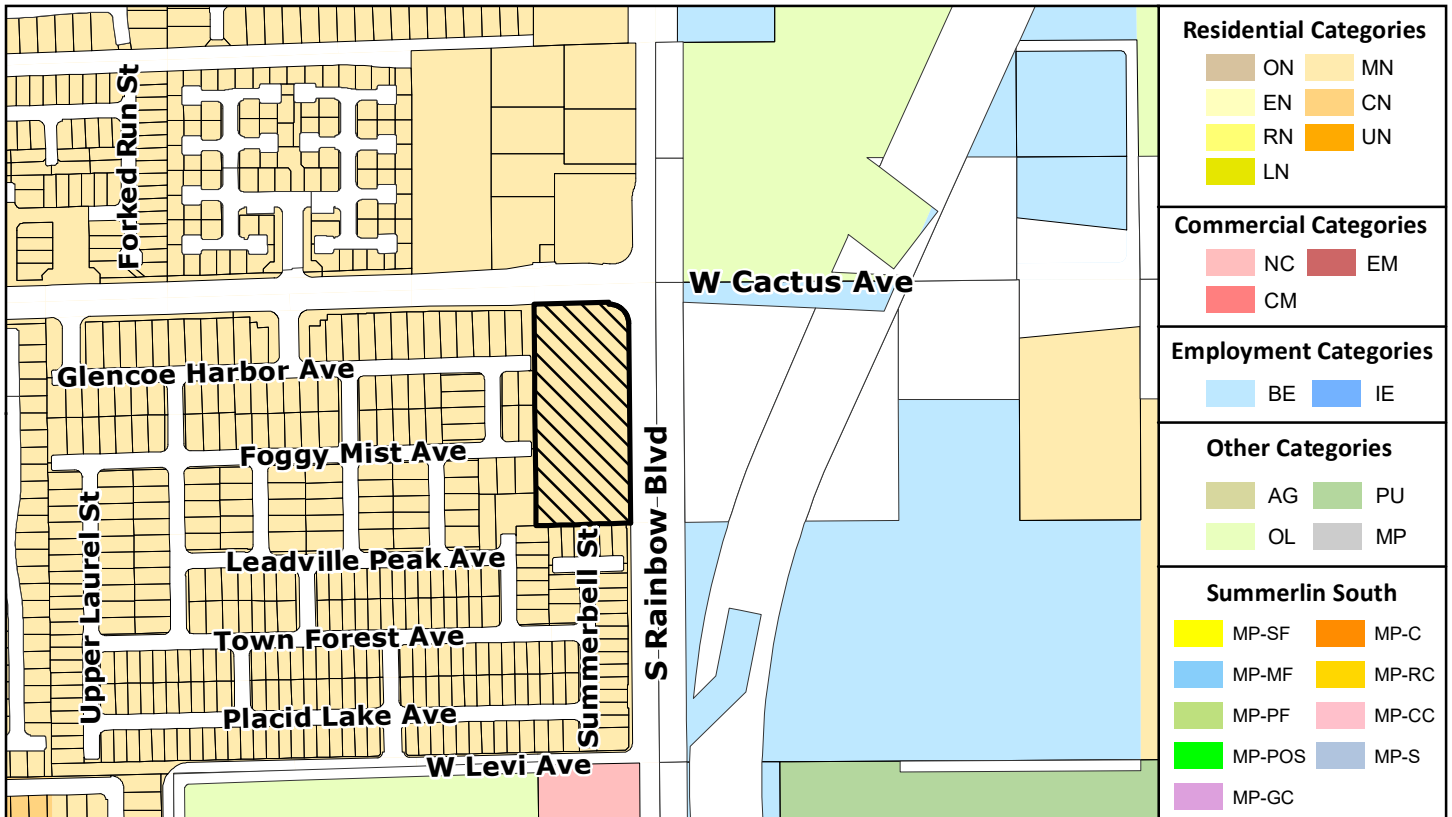 Forked Run St
W Cactus Ave
Glencoe Harbor Ave
Foggy Mist Ave
S Rainbow Blvd
Upper Laurel St
Leadville Peak Ave
Summerbell St
Town Forest Ave
Placid Lake Ave
W Levi Ave
Residential Categories
ON MN
EN CN
RN UN
LN
Commercial Categories
NC EM
CM
Employment Categories
BE IE
Other Categories
AG PU
OL MP
Summerlin South
MP-SF MP-C
MP-MF MP-RC
MP-PF MP-CC
MP-POS MP-S
MP-GC